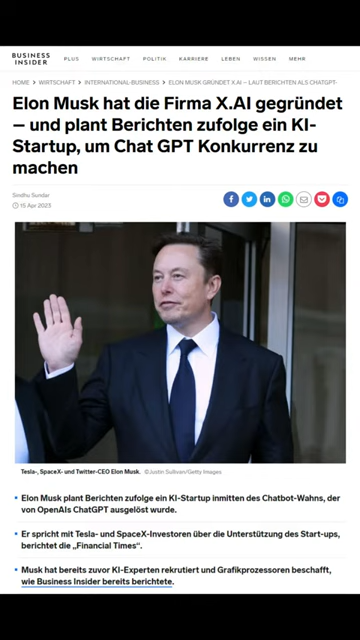 BUSINESS
INSIDER
PLUS WIRTSCHAFT POLITIK KARRIERE LEBEN WISSEN MEHR
HOME > WIRTSCHAFT > INTERNATIONAL-BUSINESS > ELON MUSK GRÜNDET X.AI – LAUT BERICHTEN ALS CHATGPT-
Elon Musk hat die Firma X.AI gegründet
– und plant Berichten zufolge ein KI-
Startup, um Chat GPT Konkurrenz zu
machen
Sindhu Sundar
15 Apr 2023
Tesla-, SpaceX- und Twitter-CEO Elon Musk. ©Justin Sullivan/Getty Images
Elon Musk plant Berichten zufolge ein KI-Startup inmitten des Chatbot-Wahns, der
von OpenAIs ChatGPT ausgelöst wurde.
Er spricht mit Tesla- und SpaceX-Investoren über die Unterstützung des Start-ups,
berichtet die „Financial Times“.
Musk hat bereits zuvor KI-Experten rekrutiert und Grafikprozessoren beschafft,
wie Business Insider bereits berichtete.